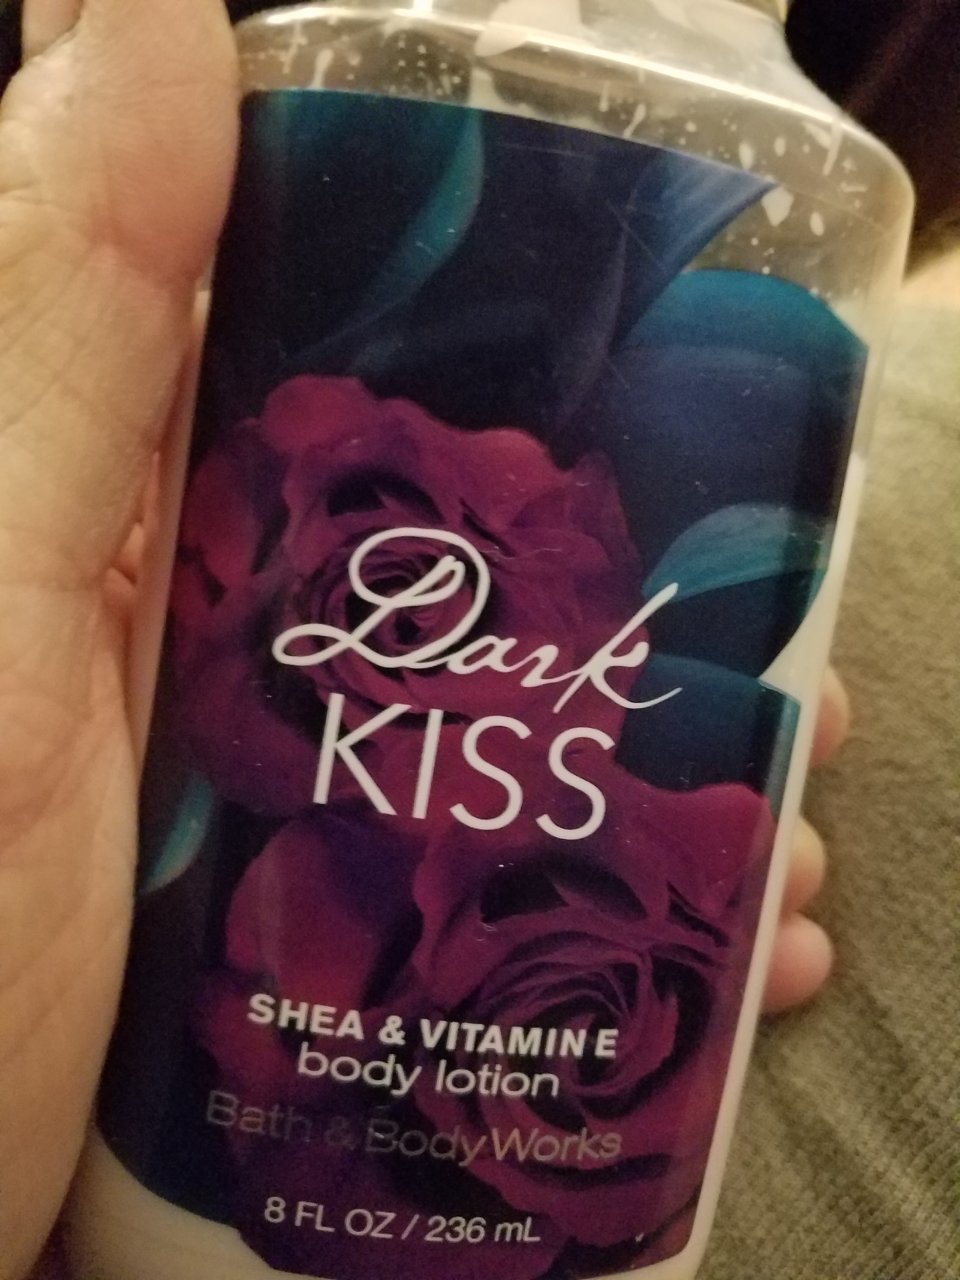 Dark
KISS
SHEA & VITAMIN E
body lotion
Bath & Body Works
8 FL OZ / 236 mL